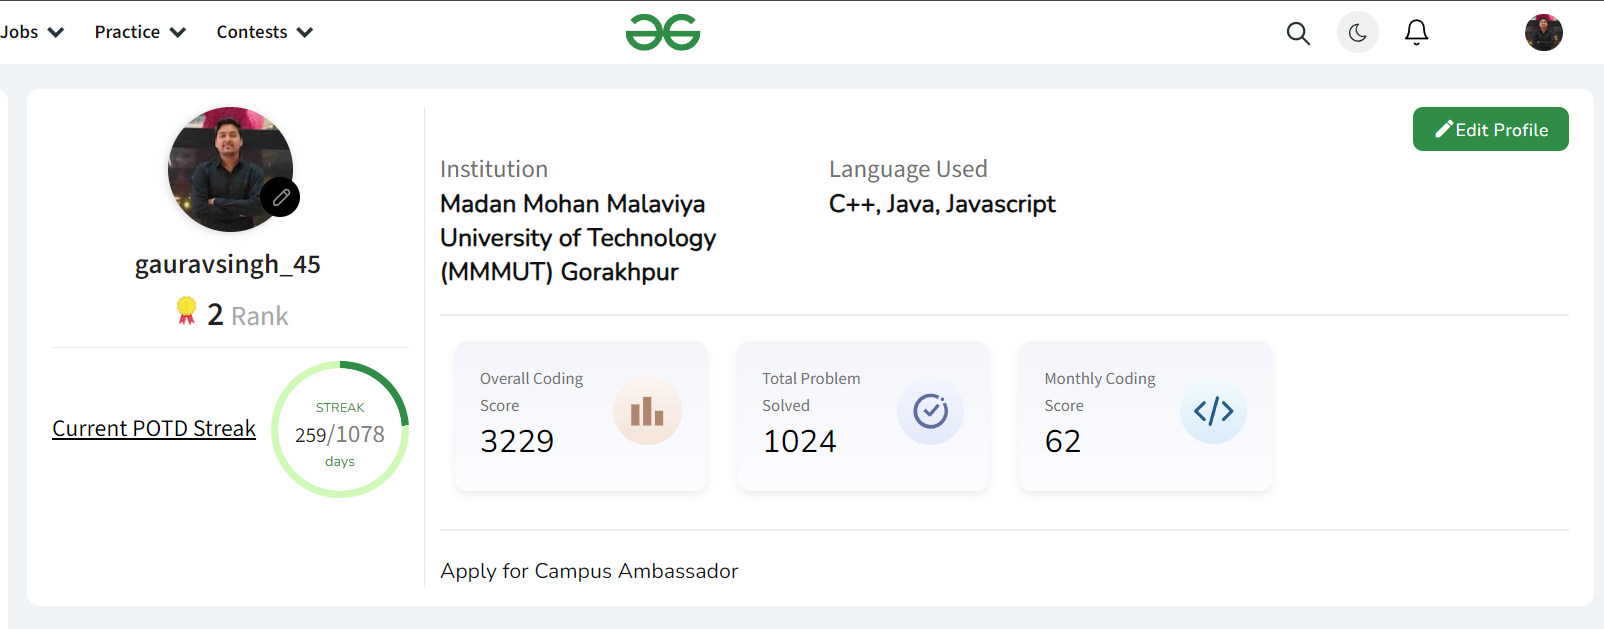 Jobs Practice Contests
Edit Profile
gauravsingh_45
2 Rank
Current POTD Streak
STREAK
259/1078
days
Institution
Madan Mohan Malaviya
University of Technology
(MMMUT) Gorakhpur
Language Used
C++, Java, Javascript
Overall Coding
Score
3229
Total Problem
Solved
1024
Monthly Coding
Score
62
Apply for Campus Ambassador